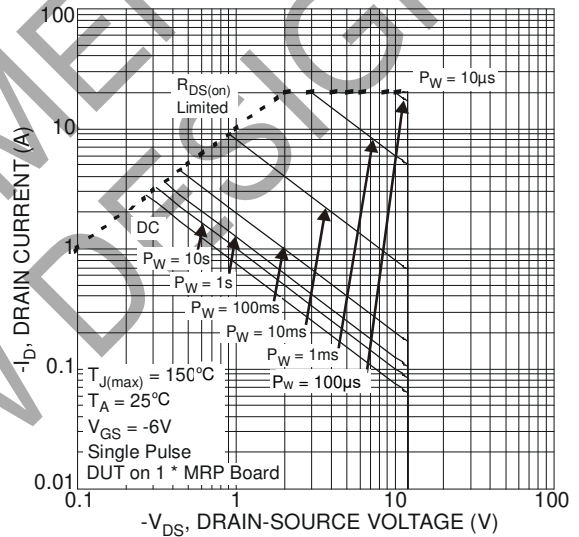 100
10
1
0.1
0.01
-I_D, DRAIN CURRENT (A)
R_DS(on)
Limited
P_W = 10µs
DC
P_W = 10s
P_W = 1s
P_W = 100ms
P_W = 10ms
P_W = 1ms
P_W = 100µs
T_J(max) = 150°C
T_A = 25°C
V_GS = -6V
Single Pulse
DUT on 1 * MRP Board
0.1
1
10
100
-V_DS, DRAIN-SOURCE VOLTAGE (V)
DESIGN